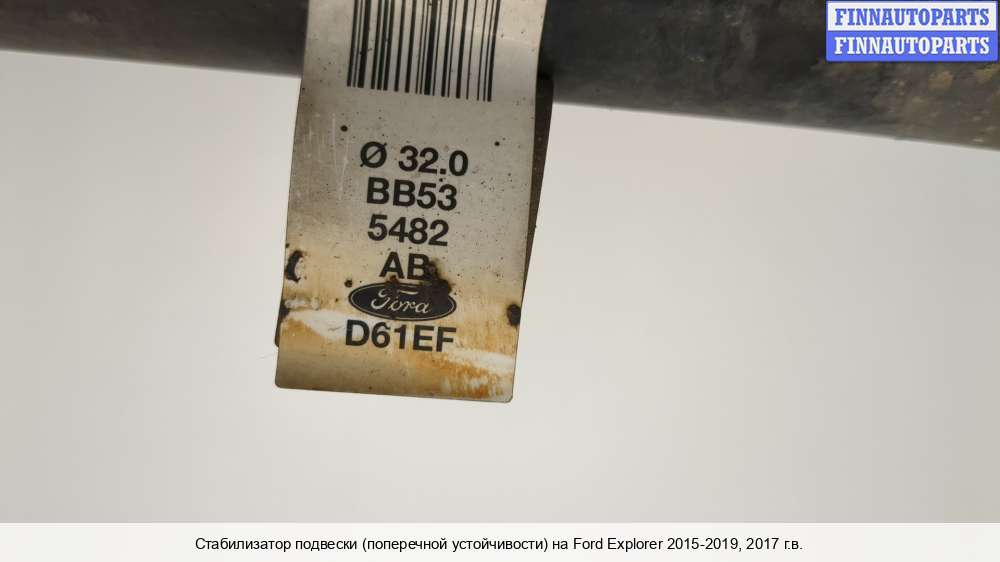 FINNAUTOPARTS
FINNAUTOPARTS
Ø 32.0
BB53
5482
AB
Ford
D61EF
Стабилизатор подвески (поперечной устойчивости) на Ford Explorer 2015-2019, 2017 г.в.